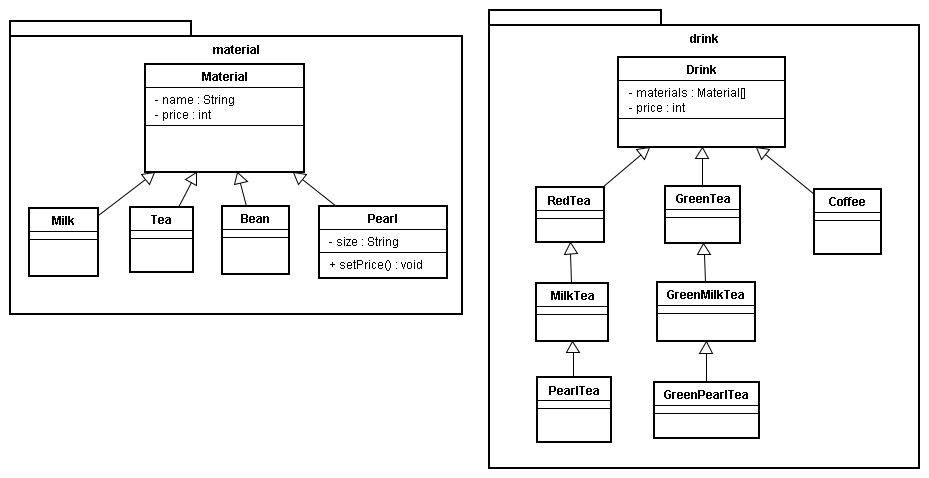 material
Material
- name : String
- price : int
Milk
Tea
Bean
Pearl
- size : String
+ setPrice() : void
drink
Drink
- materials : Material[]
- price : int
RedTea
GreenTea
Coffee
MilkTea
GreenMilkTea
PearlTea
GreenPearlTea